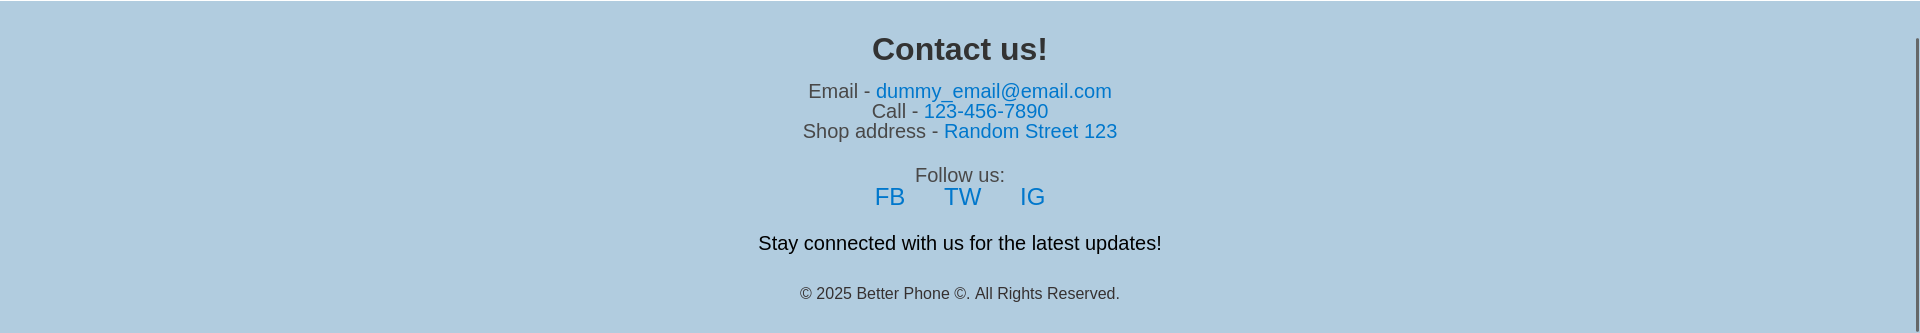 Contact us!
Email - dummy_email@email.com
Call - 123-456-7890
Shop address - Random Street 123
Follow us:
FB TW IG
Stay connected with us for the latest updates!
© 2025 Better Phone ©. All Rights Reserved.